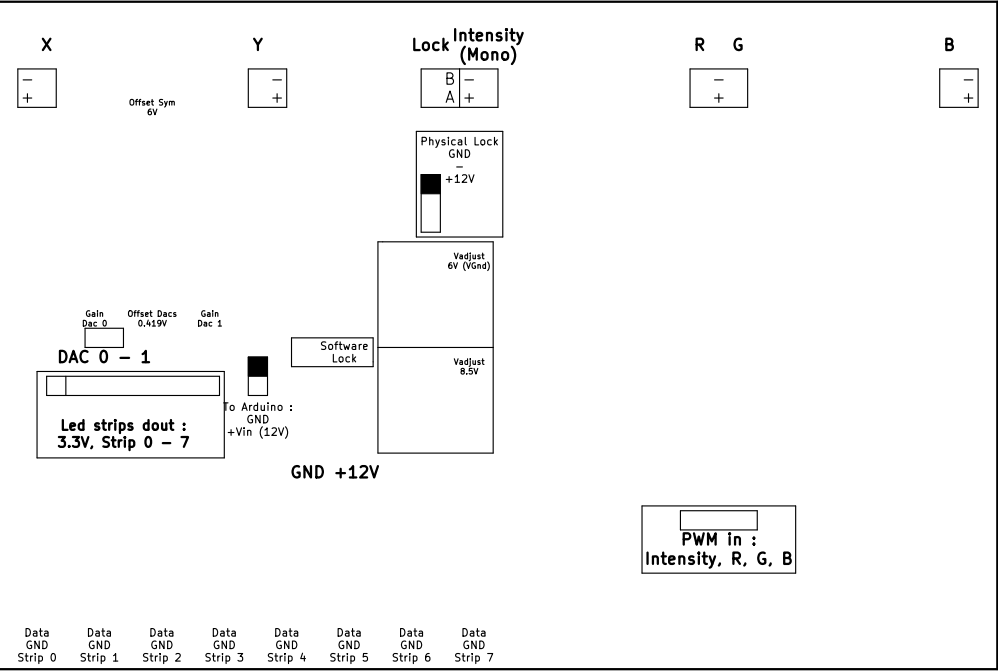 X
Y
Lock
Intensity
(Mono)
R G
B
−
+
−
+
B −
A +
−
+
−
+
Offset Sym
6V
Physical Lock
GND
−
+12V
Vadjust
6V (VGnd)
Gain
Dac 0
Offset Dacs
0.419V
Gain
Dac 1
DAC 0 − 1
Software
Lock
Vadjust
8.5V
Led strips dout :
3.3V, Strip 0 − 7
To Arduino :
GND
+Vin (12V)
GND +12V
PWM in :
Intensity, R, G, B
Data
GND
Strip 0
Data
GND
Strip 1
Data
GND
Strip 2
Data
GND
Strip 3
Data
GND
Strip 4
Data
GND
Strip 5
Data
GND
Strip 6
Data
GND
Strip 7